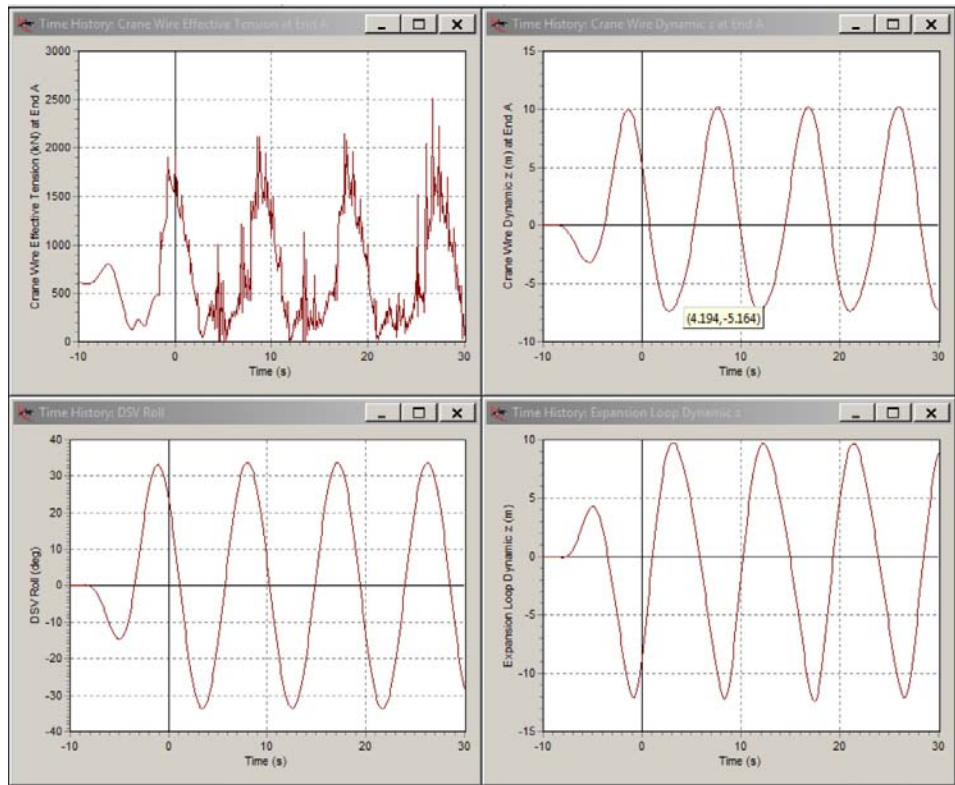 Time History: Crane Wire Effective Tension at End A
Crane Wire Effective Tension (kN) at End A
3000
2500
2000
1500
1000
500
0
-10 0 10 20 30
Time (s)
Time History: Crane Wire Dynamic z at End A
Crane Wire Dynamic z (m) at End A
15
10
5
0
-5
-10
(4.194,-5.164)
-10 0 10 20 30
Time (s)
Time History: DSV Roll
DSV Roll (deg)
40
30
20
10
0
-10
-20
-30
-40
-10 0 10 20 30
Time (s)
Time History: Expansion Loop Dynamic z
Expansion Loop Dynamic z (m)
10
5
0
-5
-10
-15
-10 0 10 20 30
Time (s)